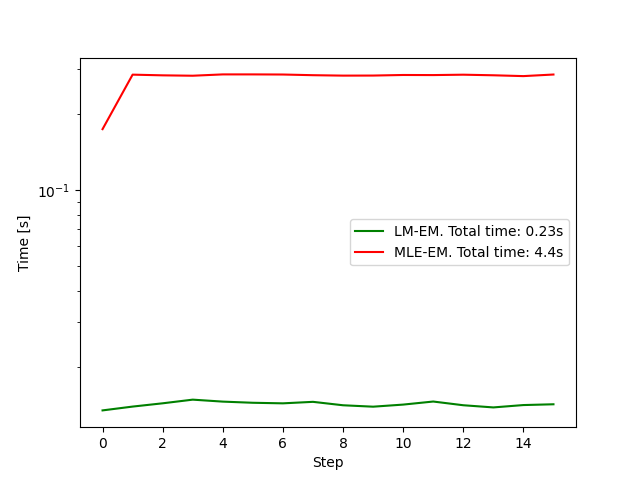 Time [s]
10⁻¹
LM-EM. Total time: 0.23s
MLE-EM. Total time: 4.4s
0 2 4 6 8 10 12 14
Step